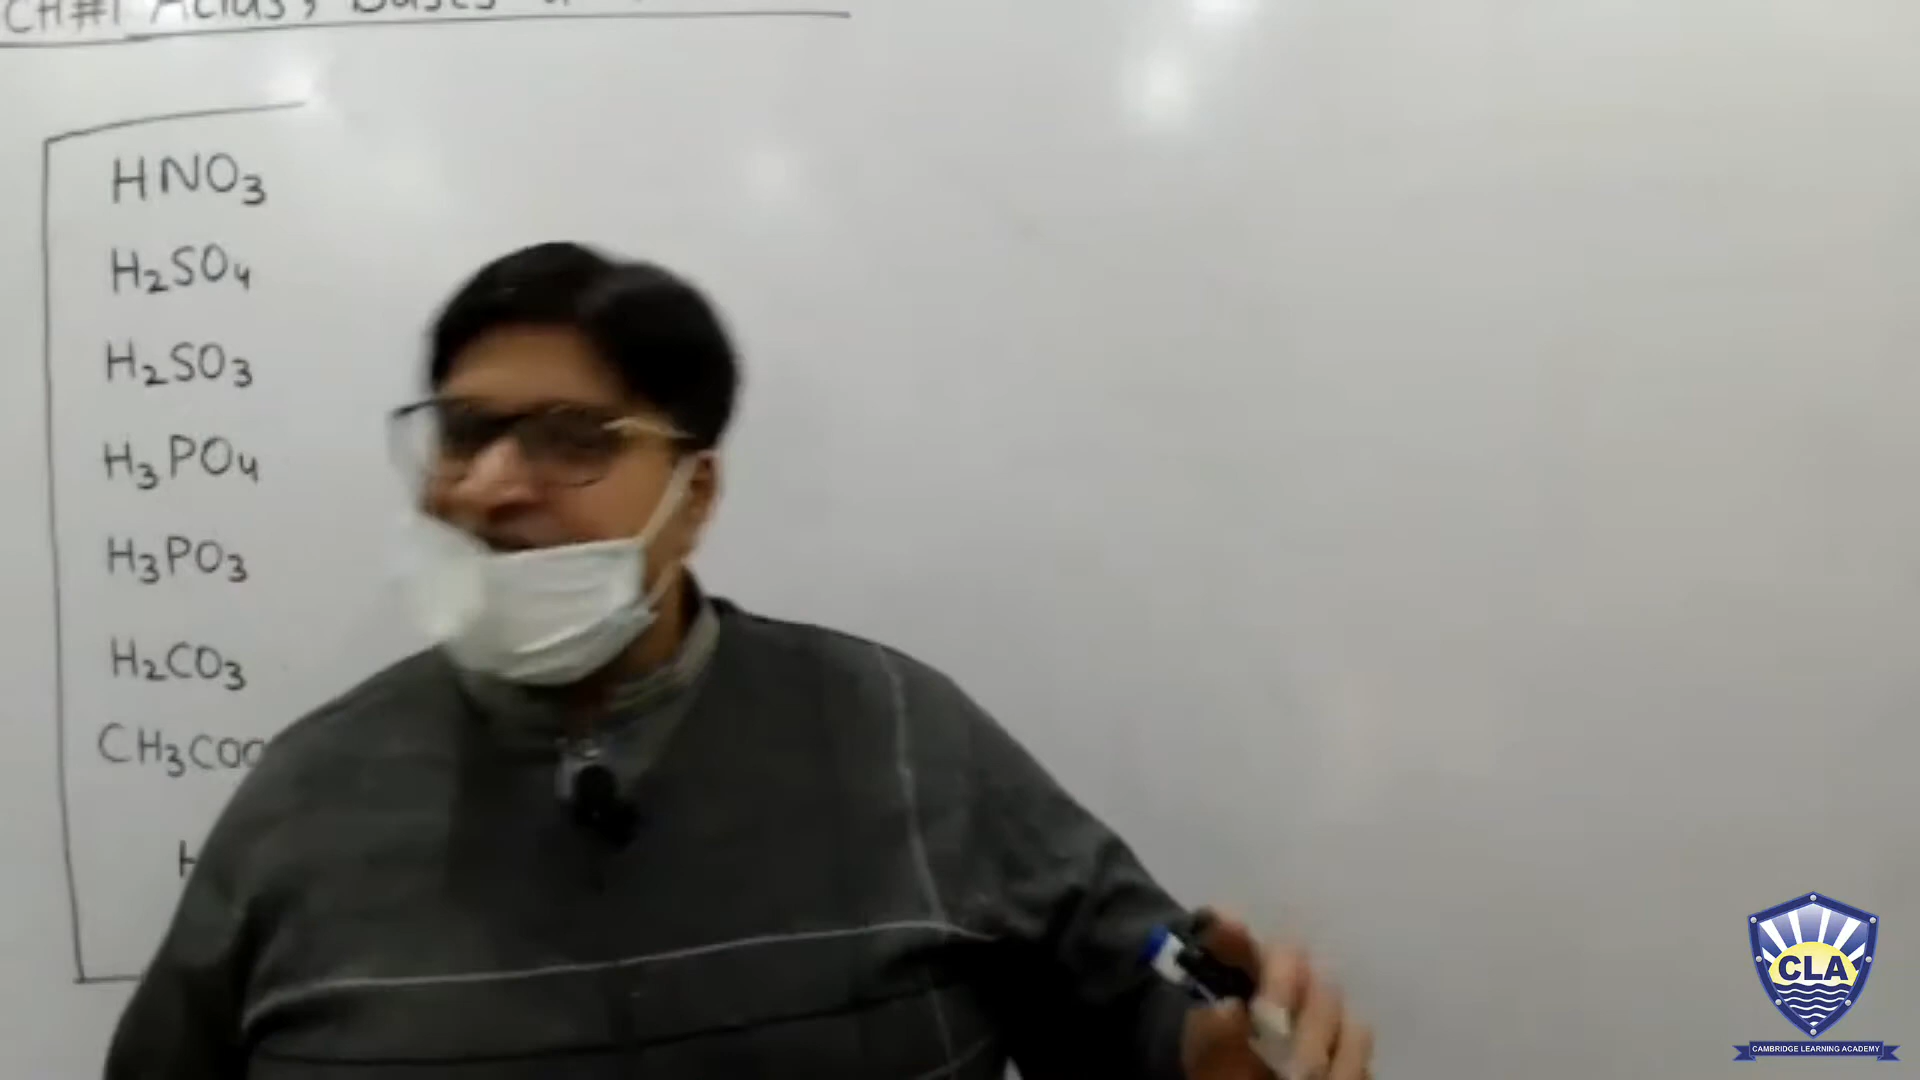 CH#1 Acids, Bases &
HNO₃
H₂SO₄
H₂SO₃
H₃PO₄
H₃PO₃
H₂CO₃
CH₃COO
H
CLA
CAMBRIDGE LEARNING ACADEMY